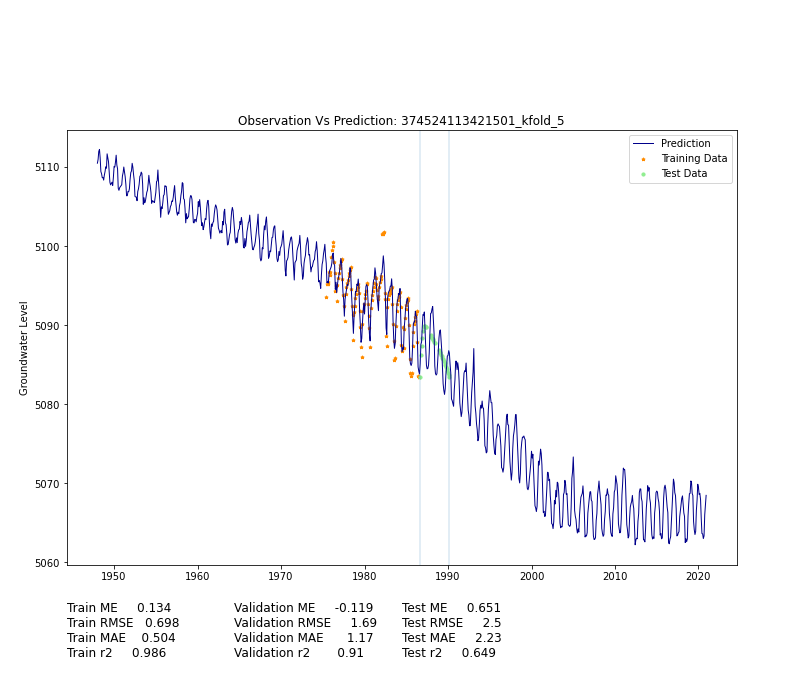 Observation Vs Prediction: 374524113421501_kfold_5
Prediction
Training Data
Test Data
Groundwater Level
5110
5100
5090
5080
5070
5060
1950 1960 1970 1980 1990 2000 2010 2020
Train ME 0.134 Validation ME -0.119 Test ME 0.651
Train RMSE 0.698 Validation RMSE 1.69 Test RMSE 2.5
Train MAE 0.504 Validation MAE 1.17 Test MAE 2.23
Train r2 0.986 Validation r2 0.91 Test r2 0.649